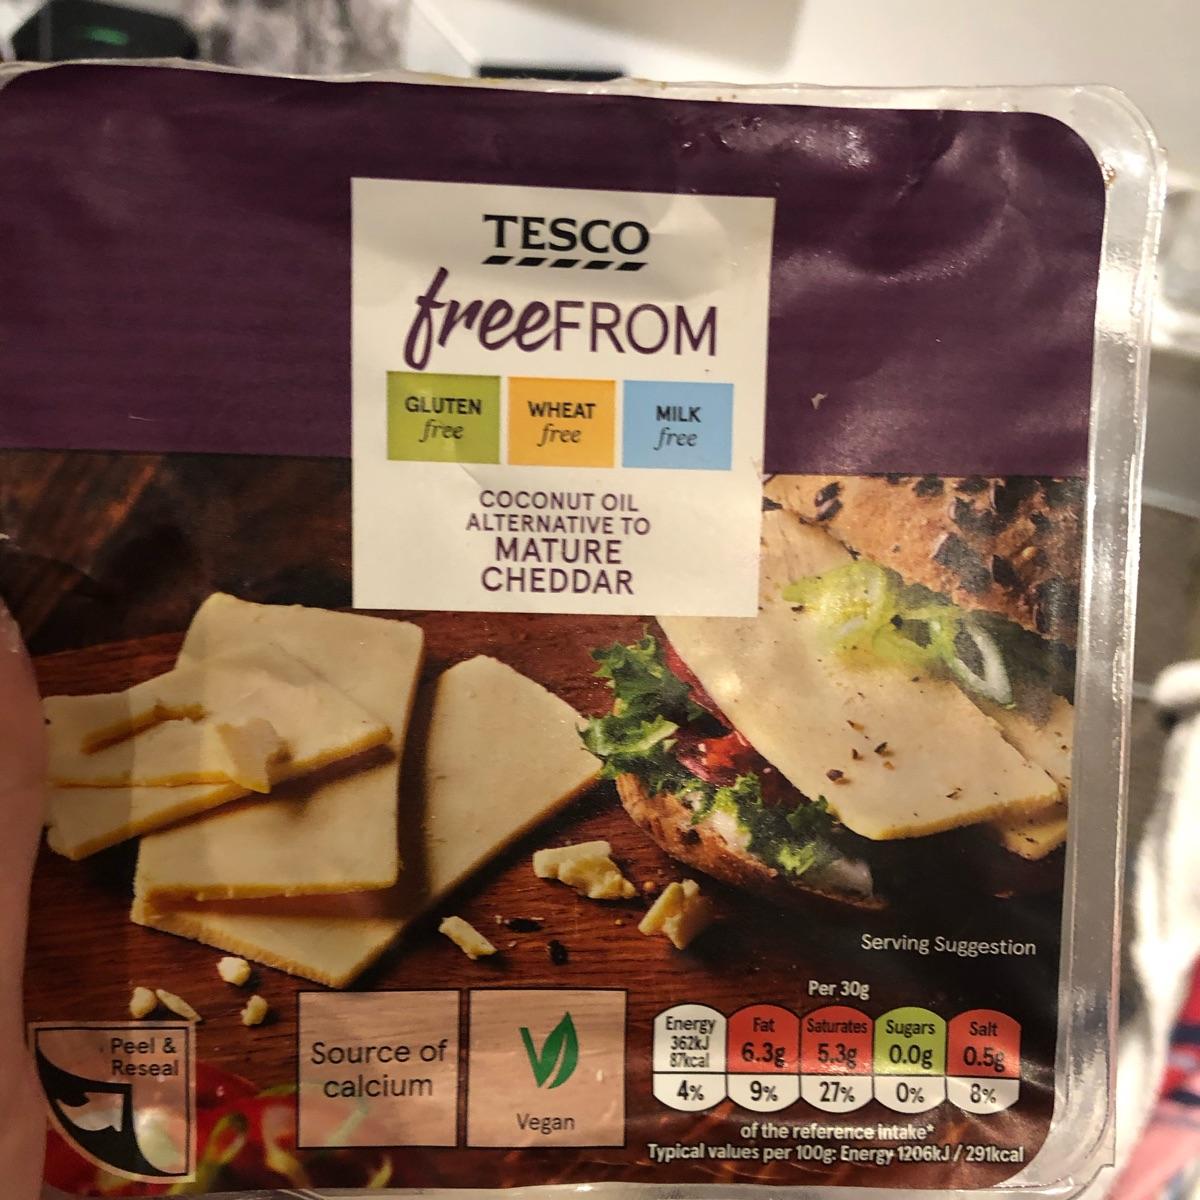 TESCO
freeFROM
GLUTEN
free
WHEAT
free
MILK
free
COCONUT OIL
ALTERNATIVE TO
MATURE
CHEDDAR
Serving Suggestion
Peel &
Reseal
Source of
calcium
Vegan
Per 30g
Energy
362kJ
87kcal
4%
Fat
6.3g
9%
Saturates
5.3g
27%
Sugars
0.0g
0%
Salt
0.5g
8%
of the reference intake*
Typical values per 100g: Energy 1206kJ / 291kcal